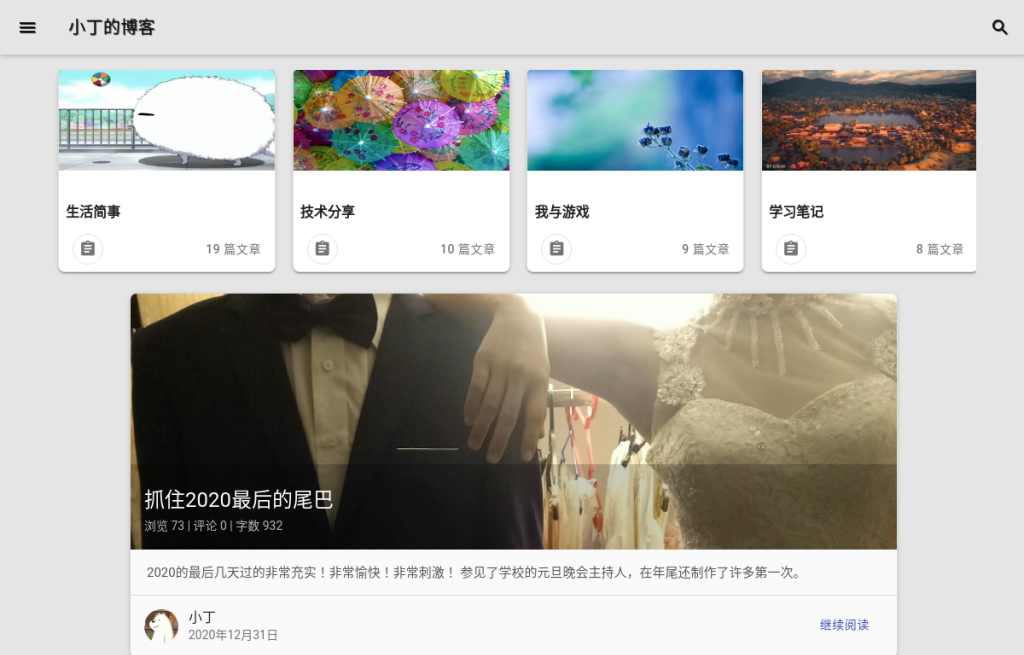 小丁的博客
生活简事
19 篇文章
技术分享
10 篇文章
我与游戏
9 篇文章
学习笔记
8 篇文章
抓住2020最后的尾巴
浏览 73 | 评论 0 | 字数 932
2020的最后几天过的非常充实！非常愉快！非常刺激！ 参见了学校的元旦晚会主持人，在年尾还制作了许多第一次。
小丁
2020年12月31日
继续阅读